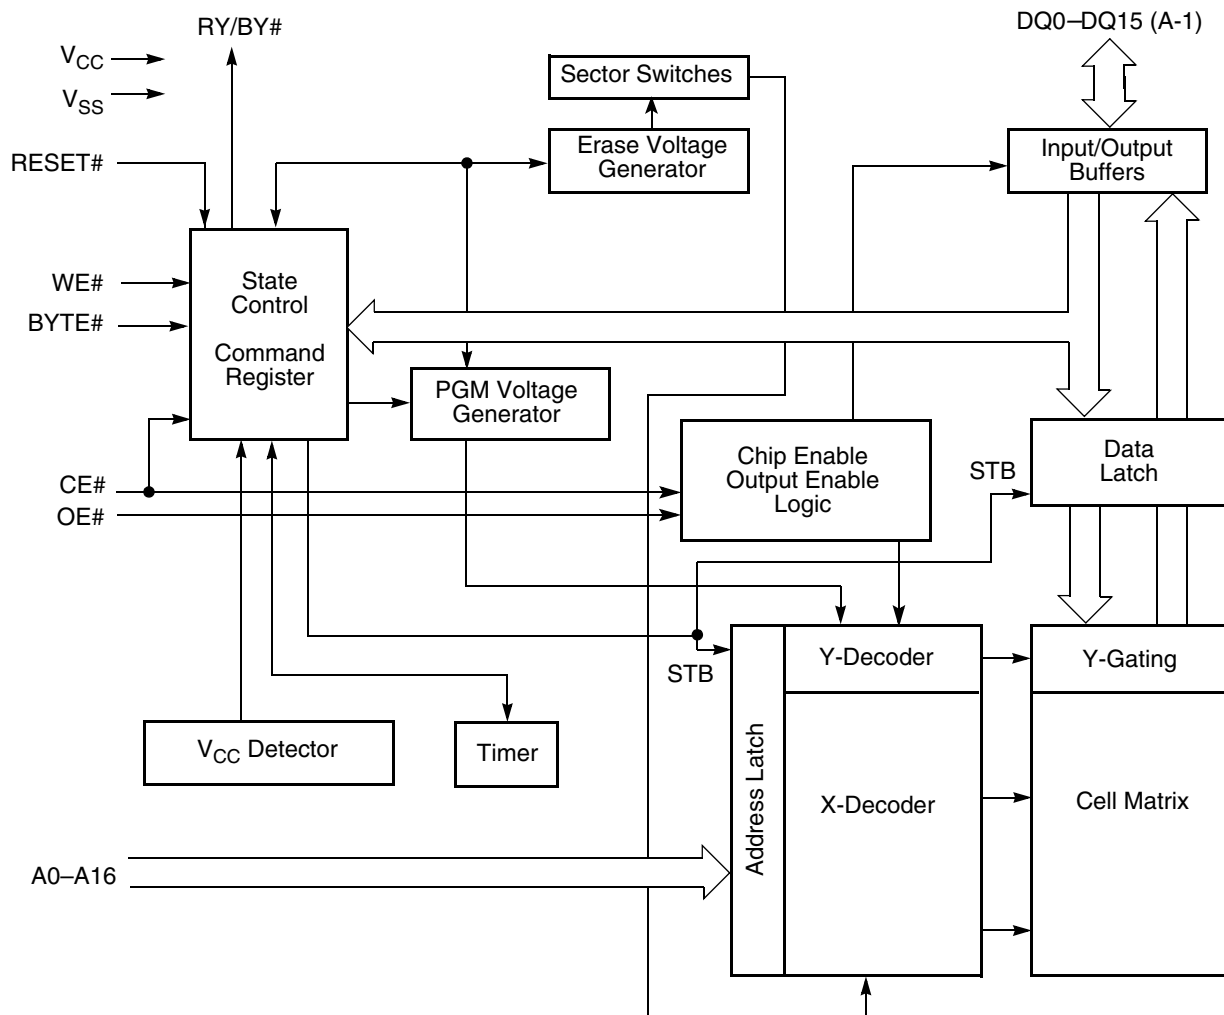 RY/BY#
DQ0–DQ15 (A-1)
VCC
VSS
Sector Switches
Erase Voltage
Generator
Input/Output
Buffers
RESET#
WE#
BYTE#
State
Control
Command
Register
PGM Voltage
Generator
Chip Enable
Output Enable
Logic
Data
Latch
STB
CE#
OE#
STB
Y-Decoder
Y-Gating
VCC Detector
Timer
Address Latch
X-Decoder
Cell Matrix
A0–A16